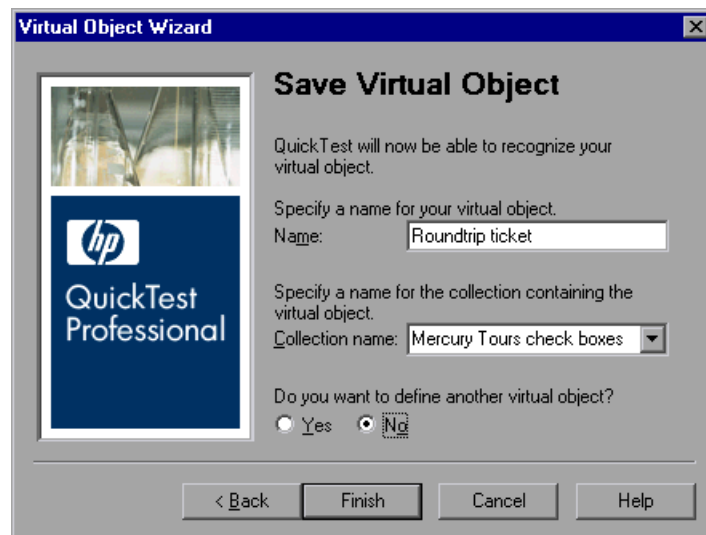 Virtual Object Wizard
Save Virtual Object
QuickTest will now be able to recognize your
virtual object.
Specify a name for your virtual object.
Name: Roundtrip ticket
hp
QuickTest
Professional
Specify a name for the collection containing the
virtual object.
Collection name: Mercury Tours check boxes
Do you want to define another virtual object?
Yes No
< Back Finish Cancel Help